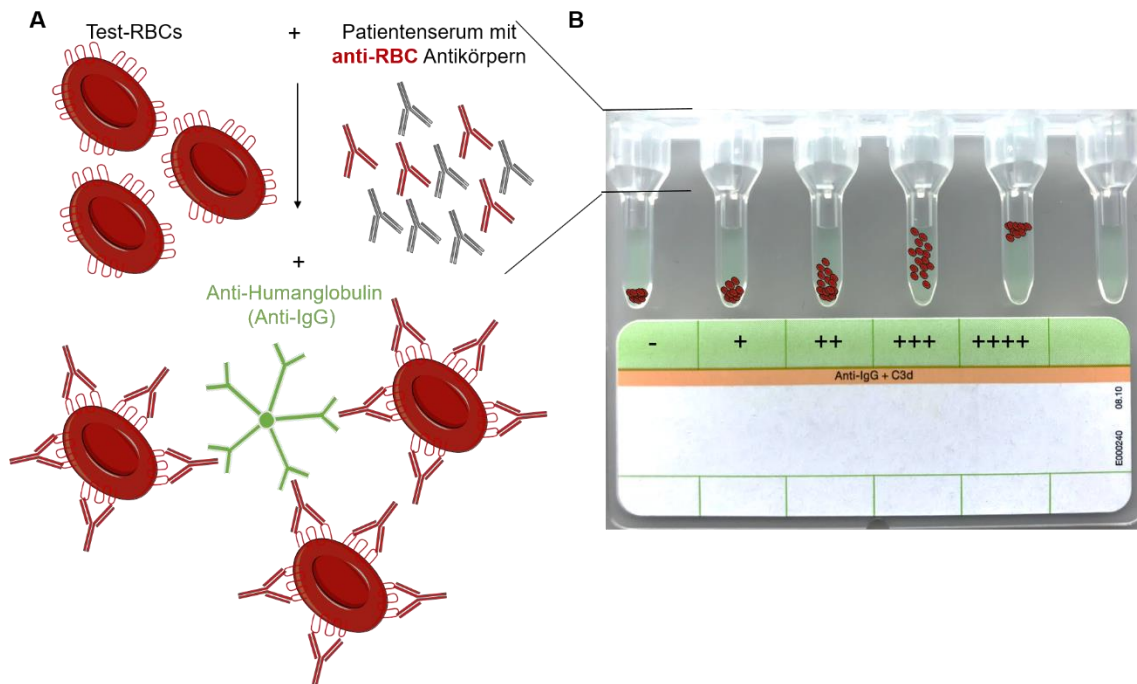 A
Test-RBCs + Patientenserum mit
anti-RBC Antikörpern
+
Anti-Humanglobulin
(Anti-IgG)
B
- + ++ +++ ++++
Anti-IgG + C3d
E000240 08.10